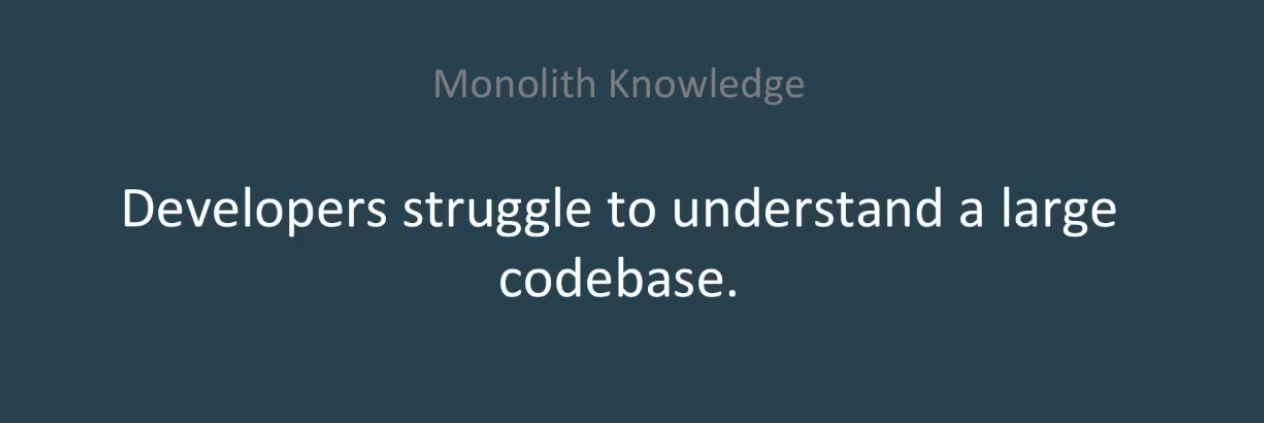 Monolith Knowledge
Developers struggle to understand a large
codebase.